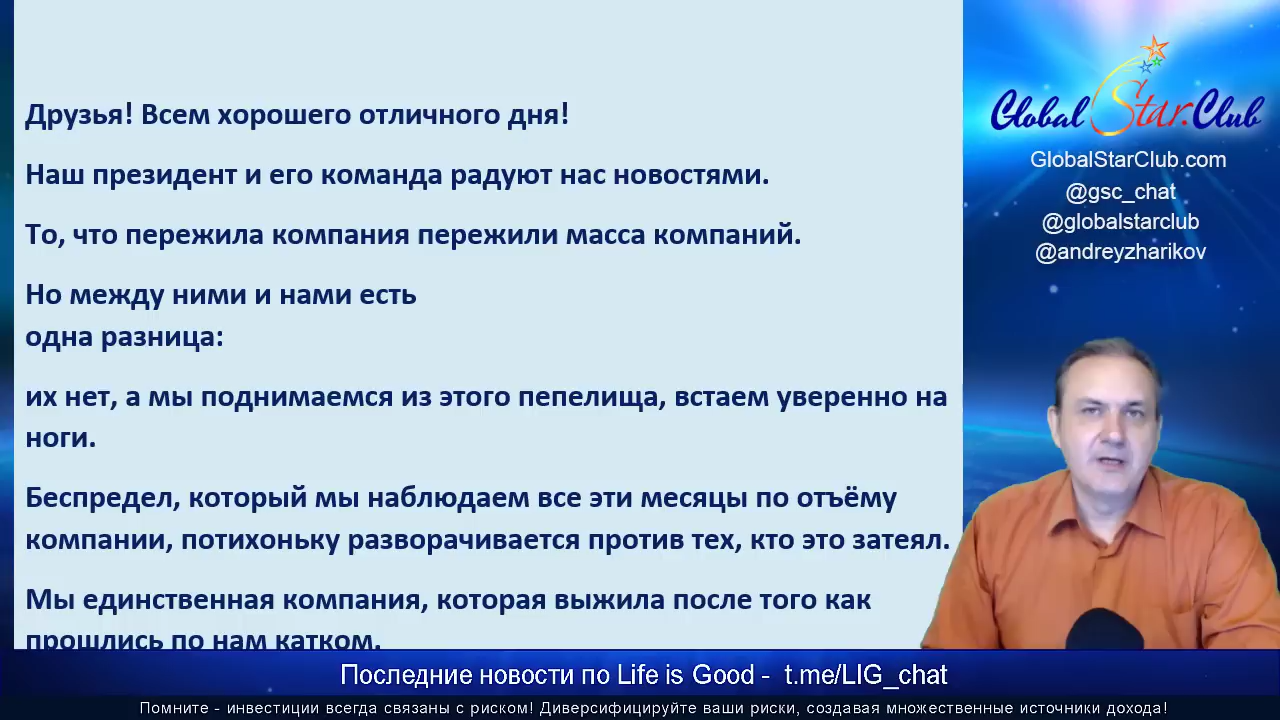 Друзья! Всем хорошего отличного дня!
Наш президент и его команда радуют нас новостями.
То, что пережила компания пережили масса компаний.
Но между ними и нами есть
одна разница:
их нет, а мы поднимаемся из этого пепелища, встаем уверенно на
ноги.
Беспредел, который мы наблюдаем все эти месяцы по отъёму
компании, потихоньку разворачивается против тех, кто это затеял.
Мы единственная компания, которая выжила после того как
прошлись по нам катком.
Global Star.Club
GlobalStarClub.com
@gsc_chat
@globalstarclub
@andreyzharikov
Последние новости по Life is Good - t.me/LIG_chat
Помните - инвестиции всегда связаны с риском! Диверсифицируйте ваши риски, создавая множественные источники дохода!